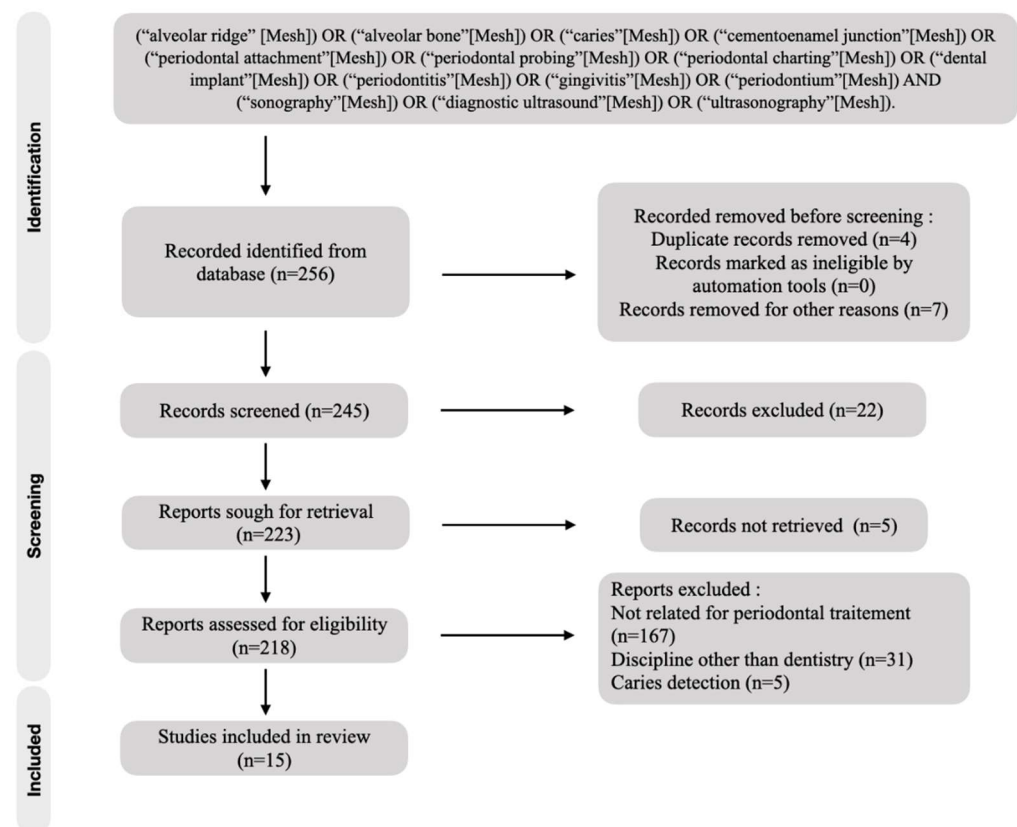 (“alveolar ridge” [Mesh]) OR (“alveolar bone”[Mesh]) OR (“caries”[Mesh]) OR (“cementoenamel junction”[Mesh]) OR
(“periodontal attachment”[Mesh]) OR (“periodontal probing”[Mesh]) OR (“periodontal charting”[Mesh]) OR (“dental
implant”[Mesh]) OR (“periodontitis”[Mesh]) OR (“gingivitis”[Mesh]) OR (“periodontium”[Mesh]) AND
(“sonography”[Mesh]) OR (“diagnostic ultrasound”[Mesh]) OR (“ultrasonography”[Mesh]).
Identification
Recorded identified from
database (n=256)
Recorded removed before screening :
Duplicate records removed (n=4)
Records marked as ineligible by
automation tools (n=0)
Records removed for other reasons (n=7)
Screening
Records screened (n=245)
Records excluded (n=22)
Reports sough for retrieval
(n=223)
Records not retrieved (n=5)
Reports assessed for eligibility
(n=218)
Reports excluded :
Not related for periodontal traitement
(n=167)
Discipline other than dentistry (n=31)
Caries detection (n=5)
Included
Studies included in review
(n=15)